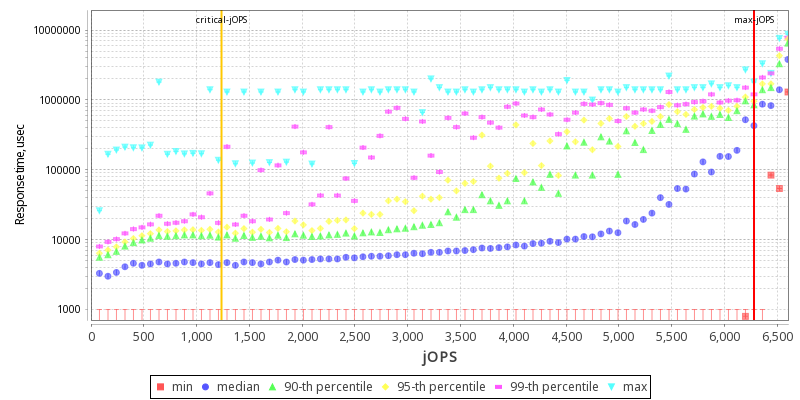 critical-jOPS max-jOPS
10000000
1000000
100000
10000
1000
Response time, usec
0 500 1,000 1,500 2,000 2,500 3,000 3,500 4,000 4,500 5,000 5,500 6,000 6,500
jOPS
min median 90-th percentile 95-th percentile 99-th percentile max